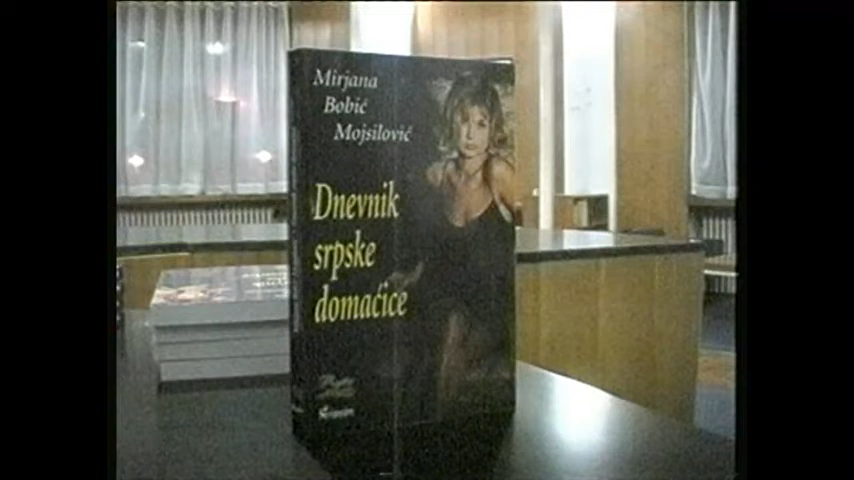 Mirjana
Bobić
Mojsilović
Dnevnik
srpske
domaćice